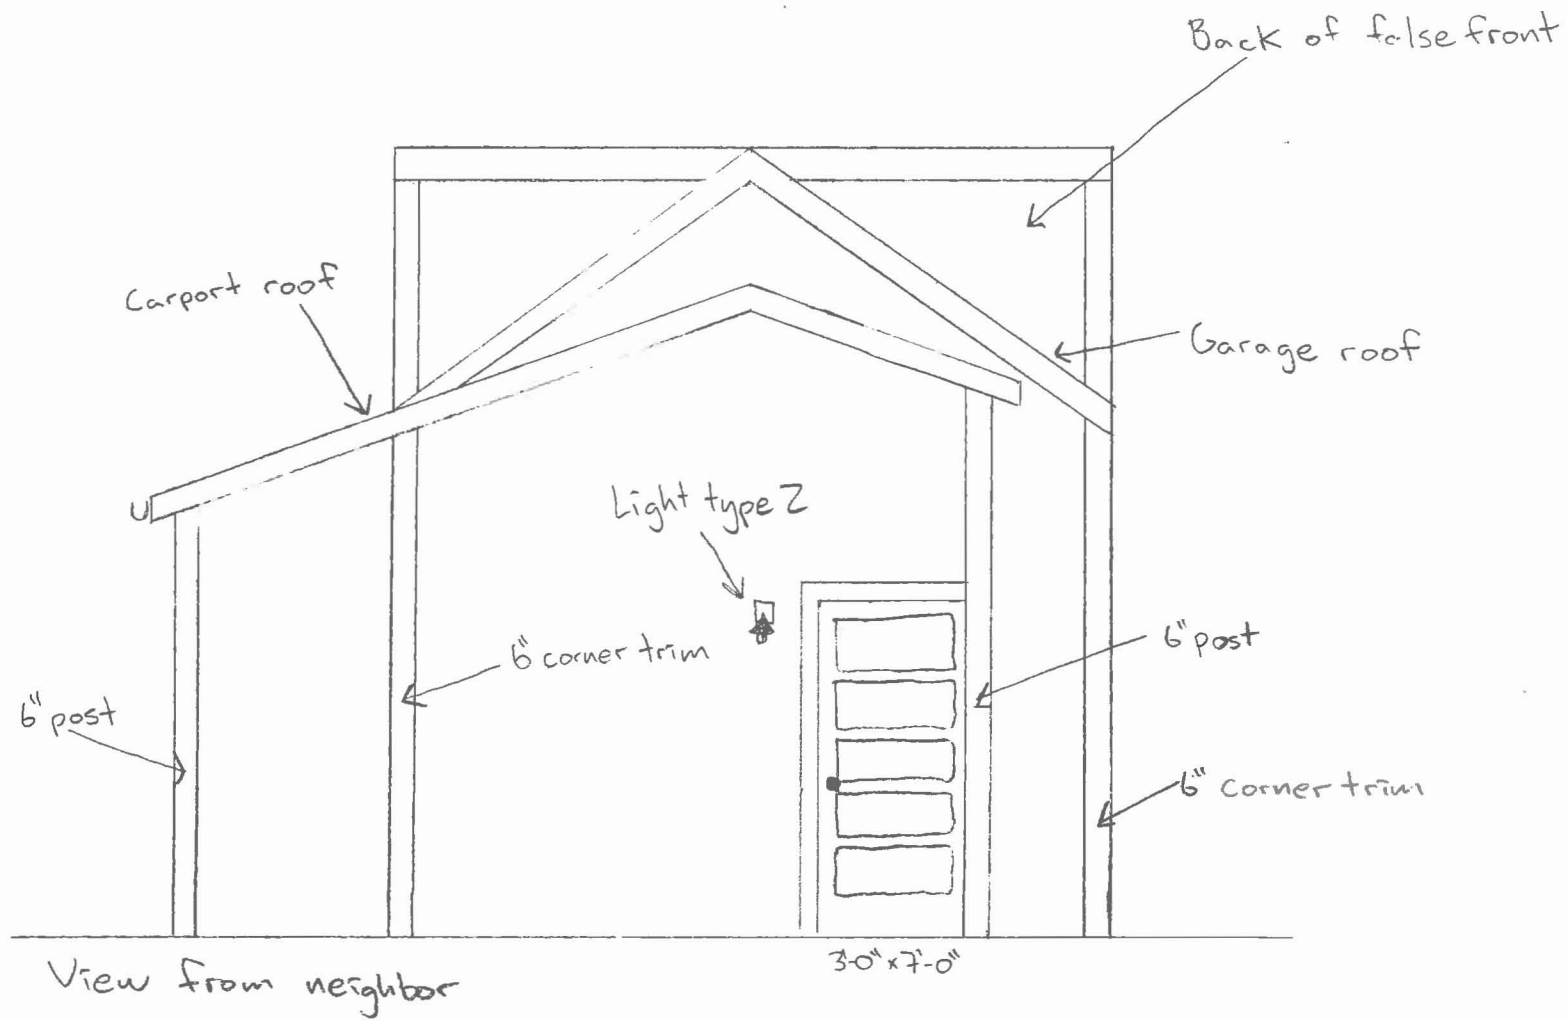 Back of false front
Carport roof
Garage roof
Light type 2
6" corner trim
6" post
6" post
6" corner trim
3'-0" x 7'-0"
View from neighbor